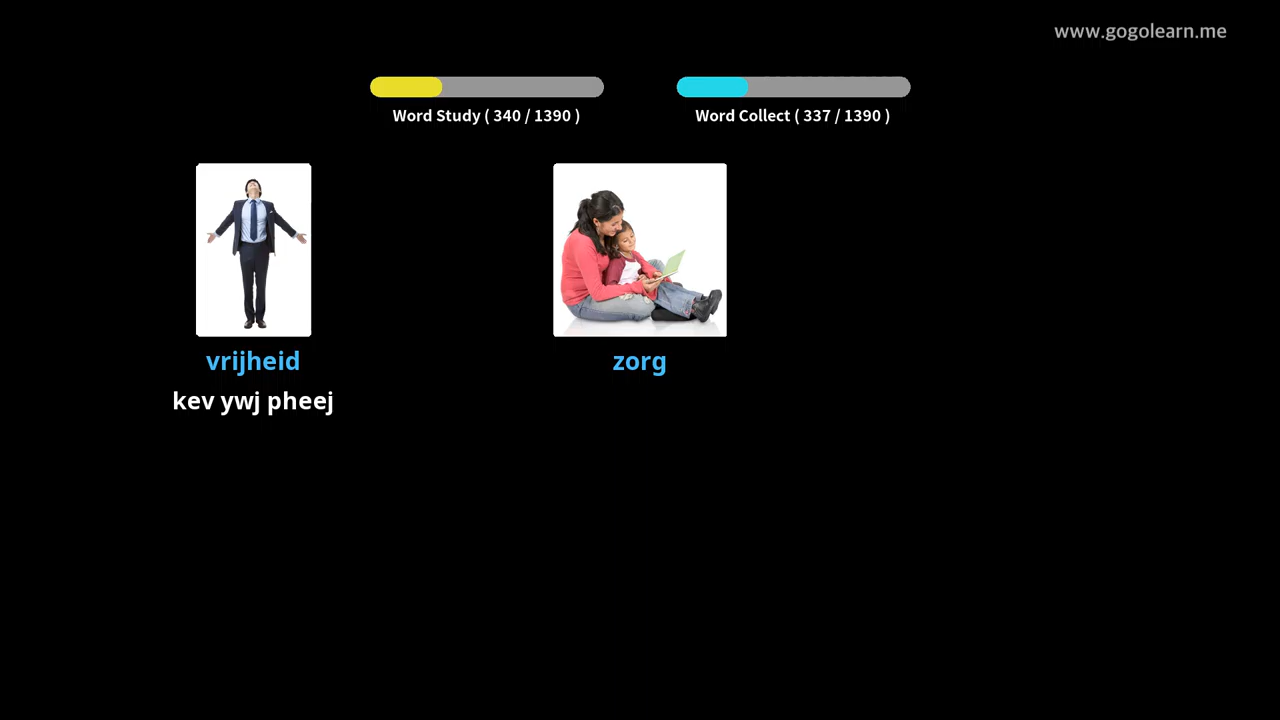 www.gogolearn.me
Word Study ( 340 / 1390 )
Word Collect ( 337 / 1390 )
vrijheid
zorg
kev ywj pheej